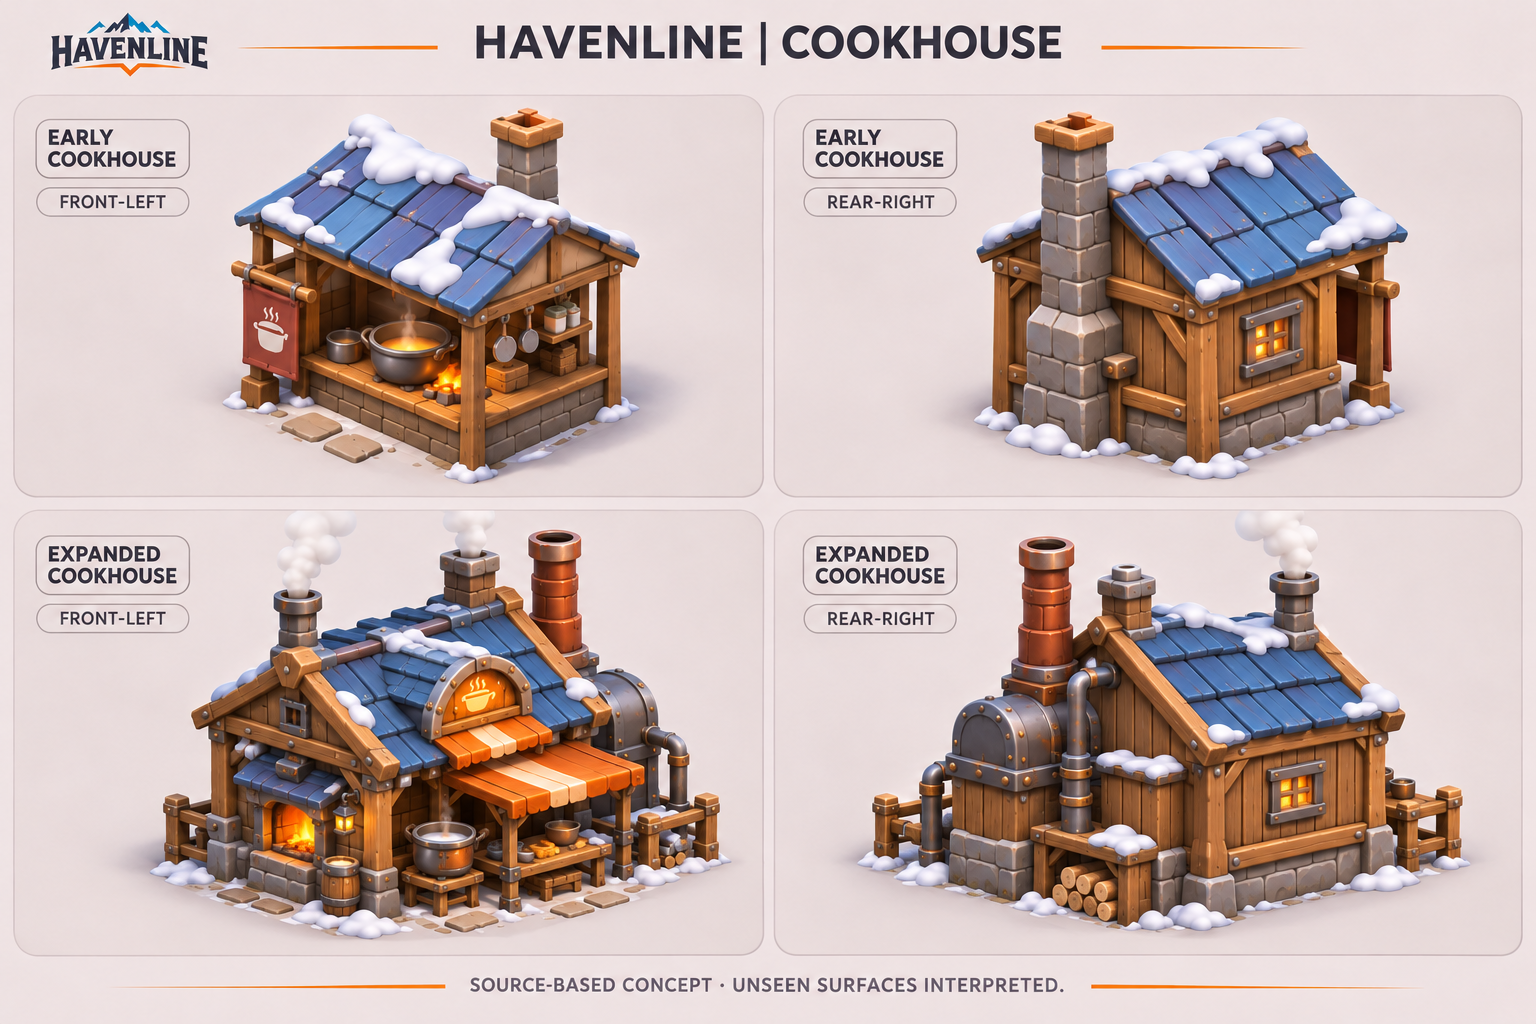 HAVENLINE
HAVENLINE | COOKHOUSE
EARLY
COOKHOUSE
FRONT-LEFT
EARLY
COOKHOUSE
REAR-RIGHT
EXPANDED
COOKHOUSE
FRONT-LEFT
EXPANDED
COOKHOUSE
REAR-RIGHT
SOURCE-BASED CONCEPT · UNSEEN SURFACES INTERPRETED.